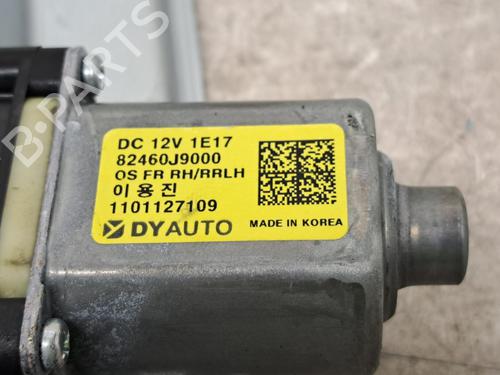 B-PARTS
DC 12V 1E17
82460J9000
OS FR RH/RRLH
이용진
1101127109
DYAUTO
MADE IN KOREA